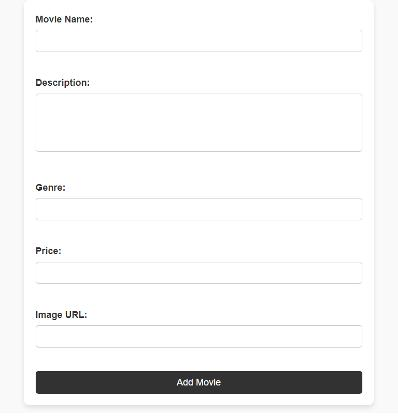 Movie Name:
Description:
Genre:
Price:
Image URL:
Add Movie